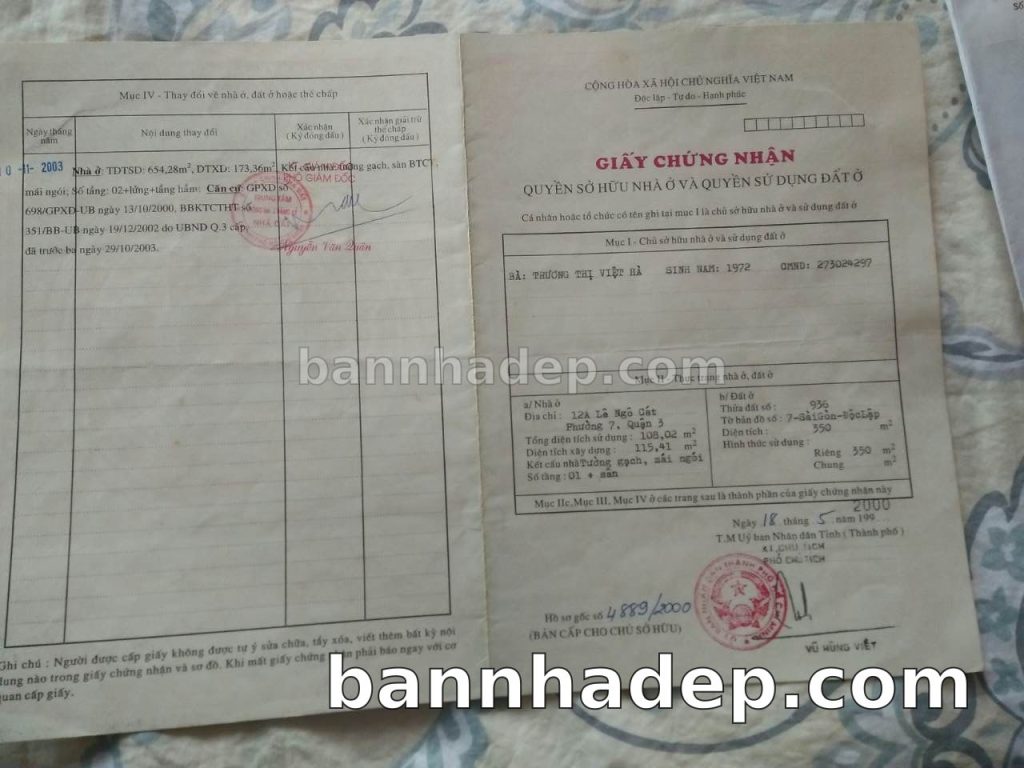 Mục IV - Thay đổi về nhà ở, đất ở hoặc thế chấp
Ngày tháng năm
Nội dung thay đổi
Xác nhận
( Ký đóng dấu )
Xác nhận giải trừ thế chấp
( Ký đóng dấu )
10 -11- 2003
Nhà ở: TDTSD: 654,28m², DTXD: 173,36m², Kết cấu nhà: tường gạch, sàn BTCT,
mái ngói; Số tầng: 02+lửng+tầng hầm; Căn cứ: GPXD số
698/GPXD-UB ngày 13/10/2000, BBKTCTHT số
351/BB-UB ngày 19/12/2002 do UBND Q.3 cấp,
đã trước bạ ngày 29/10/2003.
PHÓ GIÁM ĐỐC
TRUNG TÂM
Nguyễn Văn Quân
Ghi chú : Người được cấp giấy không được tự ý sửa chữa, tẩy xóa, viết thêm bất kỳ nội
dung nào trong giấy chứng nhận và sơ đồ. Khi mất giấy chứng nhận phải báo ngay với cơ
quan cấp giấy.
Số
CỘNG HÒA XÃ HỘI CHỦ NGHĨA VIỆT NAM
Độc lập - Tự do - Hạnh phúc
GIẤY CHỨNG NHẬN
QUYỀN SỞ HỮU NHÀ Ở VÀ QUYỀN SỬ DỤNG ĐẤT Ở
Cá nhân hoặc tổ chức có tên ghi tại mục I là chủ sở hữu nhà ở và sử dụng đất ở
Mục I - Chủ sở hữu nhà ở và sử dụng đất ở
BÀ: THƯƠNG THỊ VIỆT HÀ SINH NĂM: 1972 CMND: 273024297
bannhadep.com
Mục II - Thực trạng nhà ở, đất ở
a/ Nhà ở
Địa chỉ : 12A Lê Ngô Cát
Phường 7, Quận 3
Tổng diện tích sử dụng : 108,02 m²
Diện tích xây dựng : 115,41 m²
Kết cấu nhà Tường gạch, mái ngói
Số tầng : 01 + sân
b/ Đất ở
Thửa đất số : 936
Tờ bản đồ số : 7-SàiGòn-ĐộcLập
Diện tích : 350 m²
Hình thức sử dụng :
Riêng 350 m²
Chung m²
Mục IIc, Mục III, Mục IV ở các trang sau là thành phần của giấy chứng nhận này
2000
Ngày 18 tháng 5 năm 199...
T.M Uỷ ban Nhân dân Tỉnh ( Thành phố )
KT.CHỦ TỊCH
PHÓ CHỦ TỊCH
Hồ sơ gốc số 4889/2000
(BẢN CẤP CHO CHỦ SỞ HỮU)
VŨ HÙNG VIỆT
bannhadep.com